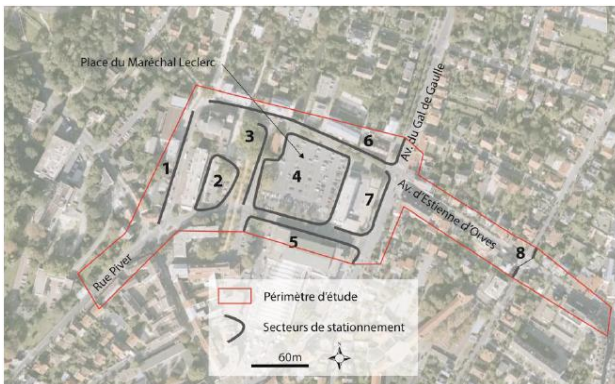 Place du Maréchal Leclerc
Av. du Gal de Gaulle
1
2
3
4
5
6
7
8
Av. d'Estienne d'Orves
Rue Piver
Périmètre d'étude
Secteurs de stationnement
60m